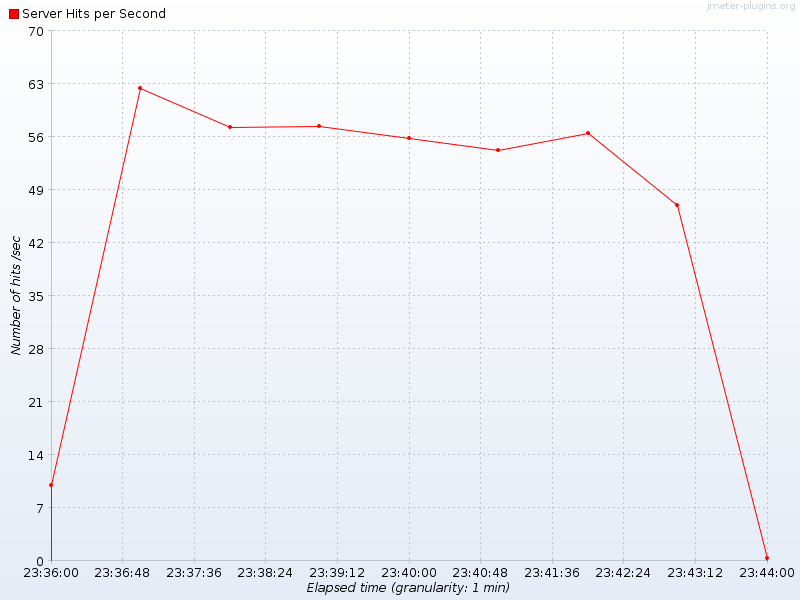 Server Hits per Second
jmeter-plugins.org
70
63
56
49
42
35
28
21
14
7
0
Number of hits /sec
23:36:00 23:36:48 23:37:36 23:38:24 23:39:12 23:40:00 23:40:48 23:41:36 23:42:24 23:43:12 23:44:00
Elapsed time (granularity: 1 min)